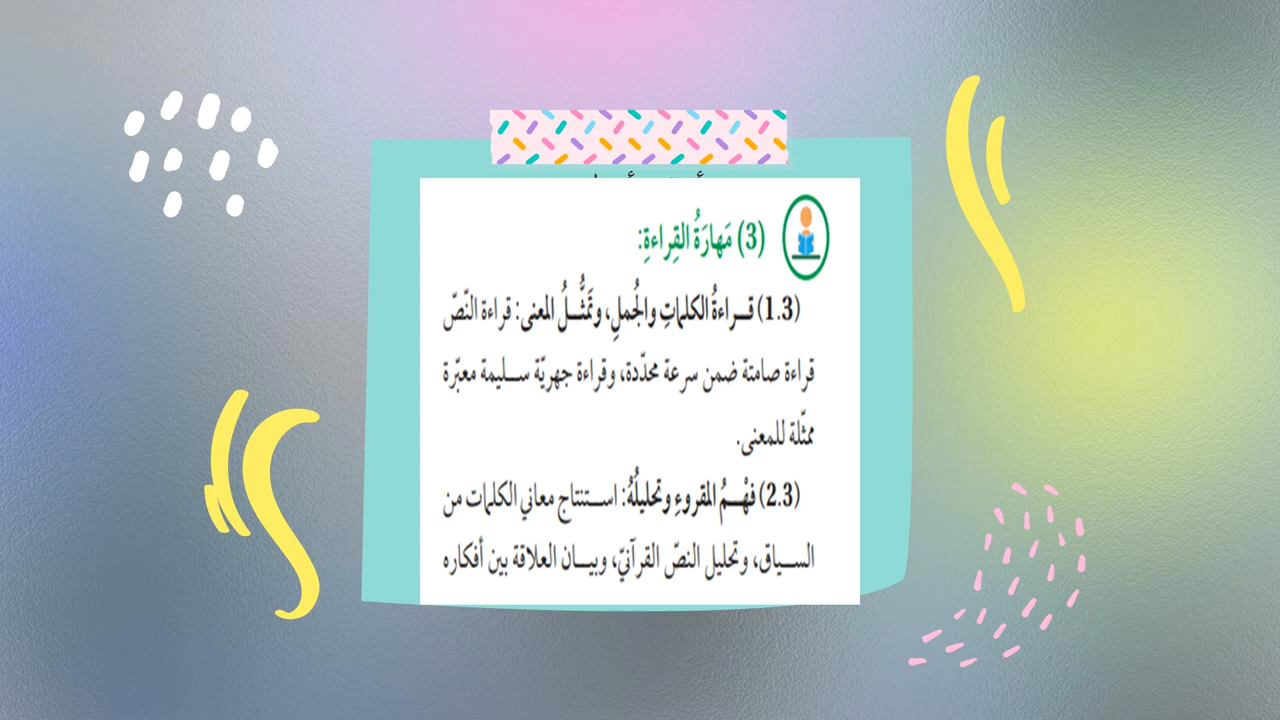 (3) مَهارَةُ القِراءةِ:
(1.3) قـراءةُ الكلماتِ والجُملِ، وتَمثُّـلُ المعنى: قراءة النّصّ
قراءة صامتة ضمن سرعة محدّدة، وقراءة جهريّة سـليمة معبّرة
ممثّلة للمعنى.
(2.3) فهْـمُ المقروءِ وتحليلُهُ: اسـتنتاج معاني الكلمات من
السـياق، وتحليل النصّ القرآنيّ، وبيـان العلاقة بين أفكاره